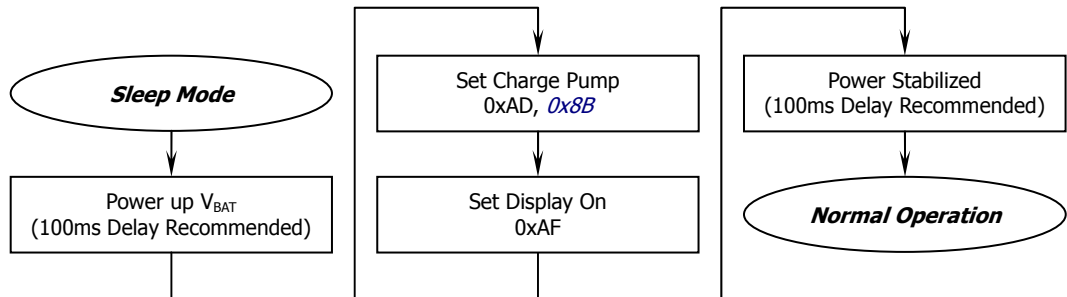 Sleep Mode
Power up VBAT
(100ms Delay Recommended)
Set Charge Pump
0xAD, 0x8B
Set Display On
0xAF
Power Stabilized
(100ms Delay Recommended)
Normal Operation